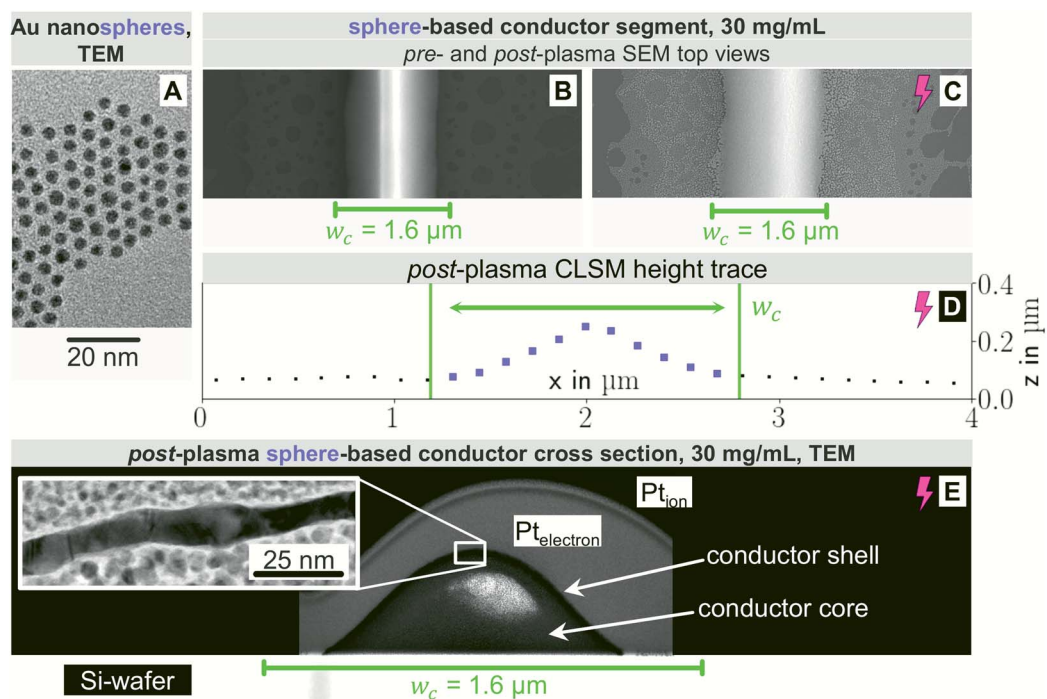 Au nanospheres,
TEM
A
20 nm
sphere-based conductor segment, 30 mg/mL
pre- and post-plasma SEM top views
B
C
w_c = 1.6 μm
w_c = 1.6 μm
post-plasma CLSM height trace
D
w_c
0.4
0.2
0.0
z in μm
x in μm
0 1 2 3 4
post-plasma sphere-based conductor cross section, 30 mg/mL, TEM
E
25 nm
Pt_ion
Pt_electron
conductor shell
conductor core
Si-wafer
w_c = 1.6 μm